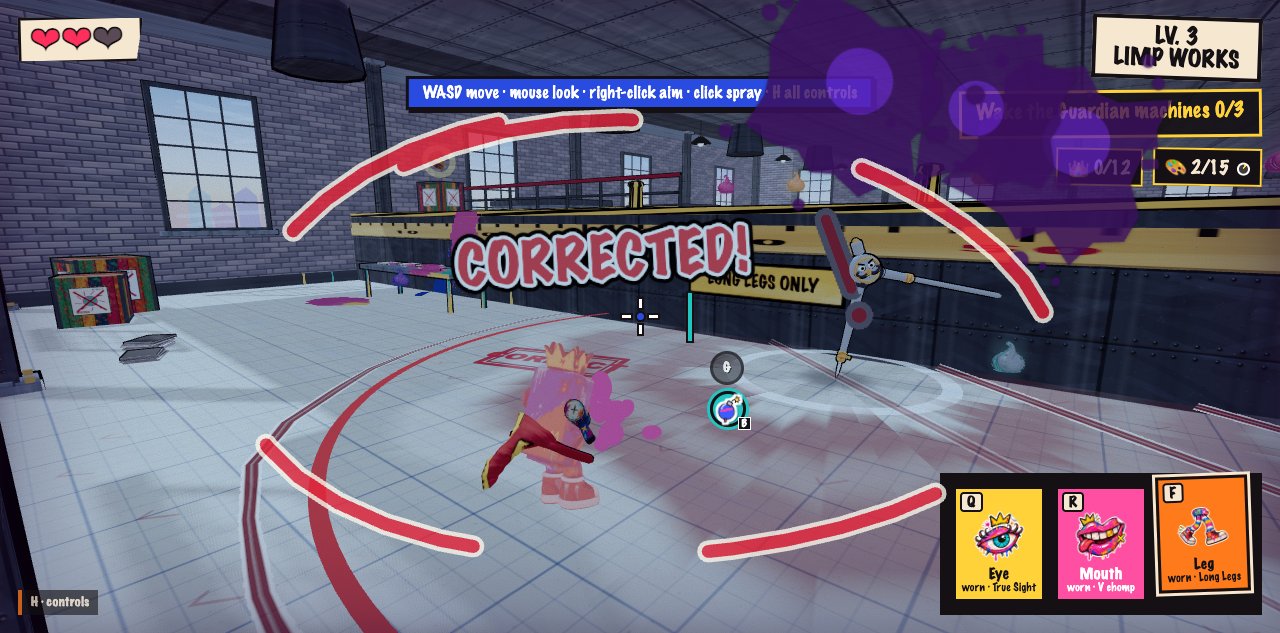 LV. 3
LIMP WORKS
WASD move · mouse look · right-click aim · click spray · H all controls
Wake the Guardian machines 0/3
0/12
2/15
CORRECTED!
LONG LEGS ONLY
G
Q
Eye
worn · True Sight
R
Mouth
worn · Y chomp
F
Leg
worn · Long Legs
H · controls